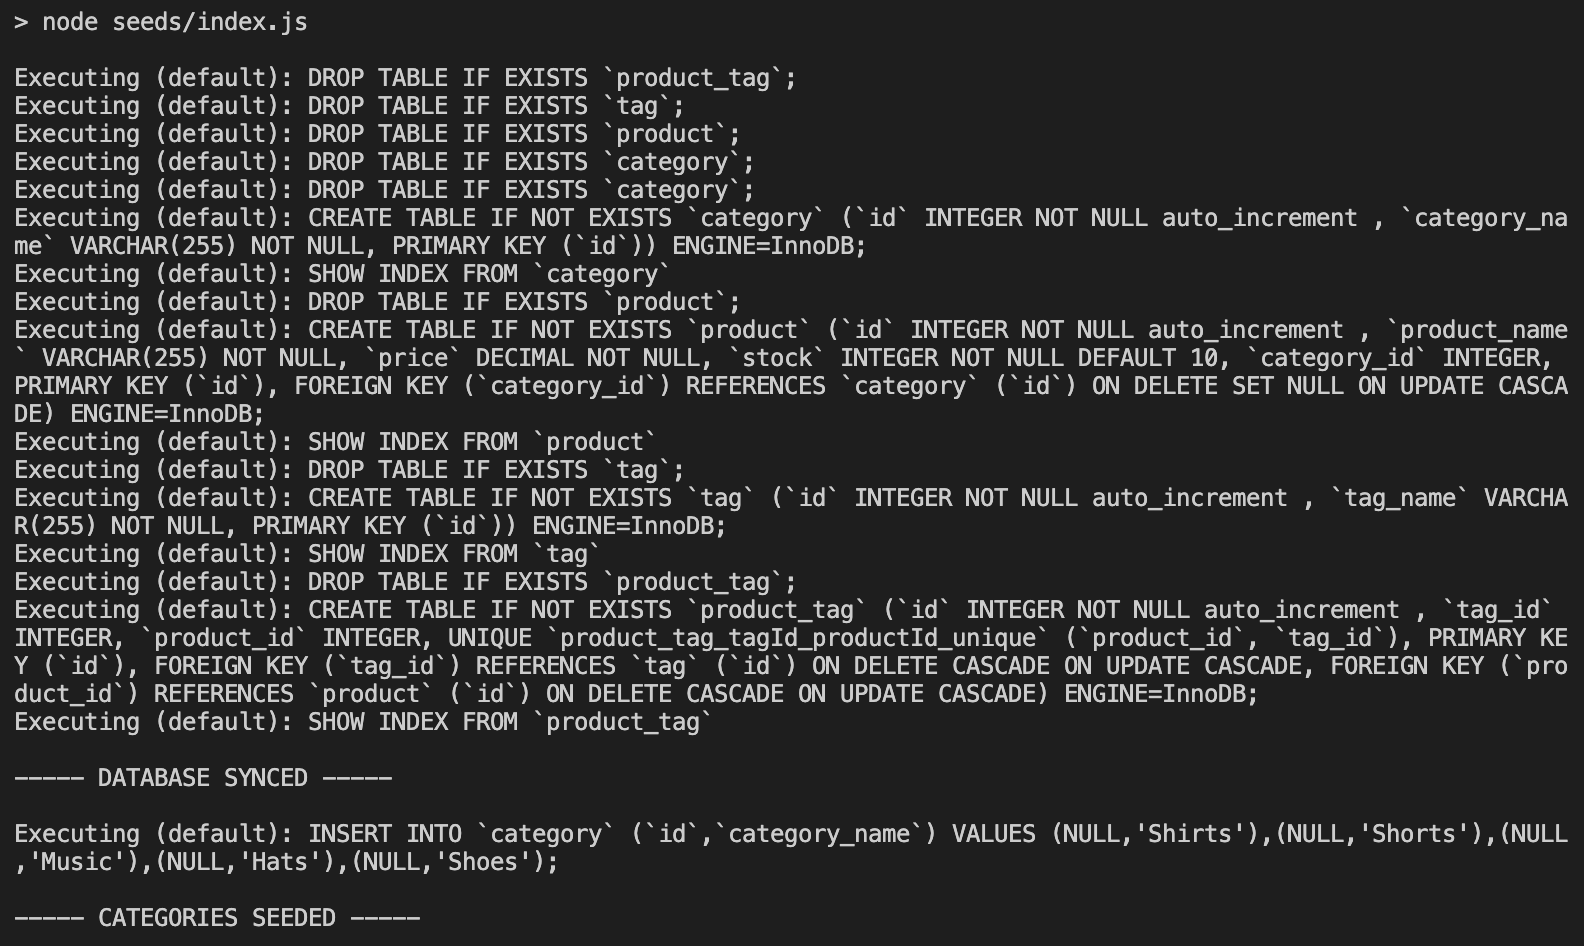 > node seeds/index.js
Executing (default): DROP TABLE IF EXISTS `product_tag`;
Executing (default): DROP TABLE IF EXISTS `tag`;
Executing (default): DROP TABLE IF EXISTS `product`;
Executing (default): DROP TABLE IF EXISTS `category`;
Executing (default): DROP TABLE IF EXISTS `category`;
Executing (default): CREATE TABLE IF NOT EXISTS `category` (`id` INTEGER NOT NULL auto_increment , `category_na
me` VARCHAR(255) NOT NULL, PRIMARY KEY (`id`)) ENGINE=InnoDB;
Executing (default): SHOW INDEX FROM `category`
Executing (default): DROP TABLE IF EXISTS `product`;
Executing (default): CREATE TABLE IF NOT EXISTS `product` (`id` INTEGER NOT NULL auto_increment , `product_name
` VARCHAR(255) NOT NULL, `price` DECIMAL NOT NULL, `stock` INTEGER NOT NULL DEFAULT 10, `category_id` INTEGER,
PRIMARY KEY (`id`), FOREIGN KEY (`category_id`) REFERENCES `category` (`id`) ON DELETE SET NULL ON UPDATE CASCA
DE) ENGINE=InnoDB;
Executing (default): SHOW INDEX FROM `product`
Executing (default): DROP TABLE IF EXISTS `tag`;
Executing (default): CREATE TABLE IF NOT EXISTS `tag` (`id` INTEGER NOT NULL auto_increment , `tag_name` VARCHA
R(255) NOT NULL, PRIMARY KEY (`id`)) ENGINE=InnoDB;
Executing (default): SHOW INDEX FROM `tag`
Executing (default): DROP TABLE IF EXISTS `product_tag`;
Executing (default): CREATE TABLE IF NOT EXISTS `product_tag` (`id` INTEGER NOT NULL auto_increment , `tag_id`
INTEGER, `product_id` INTEGER, UNIQUE `product_tag_tagId_productId_unique` (`product_id`, `tag_id`), PRIMARY KE
Y (`id`), FOREIGN KEY (`tag_id`) REFERENCES `tag` (`id`) ON DELETE CASCADE ON UPDATE CASCADE, FOREIGN KEY (`pro
duct_id`) REFERENCES `product` (`id`) ON DELETE CASCADE ON UPDATE CASCADE) ENGINE=InnoDB;
Executing (default): SHOW INDEX FROM `product_tag`
----- DATABASE SYNCED -----
Executing (default): INSERT INTO `category` (`id`,`category_name`) VALUES (NULL,'Shirts'),(NULL,'Shorts'),(NULL
,'Music'),(NULL,'Hats'),(NULL,'Shoes');
----- CATEGORIES SEEDED -----